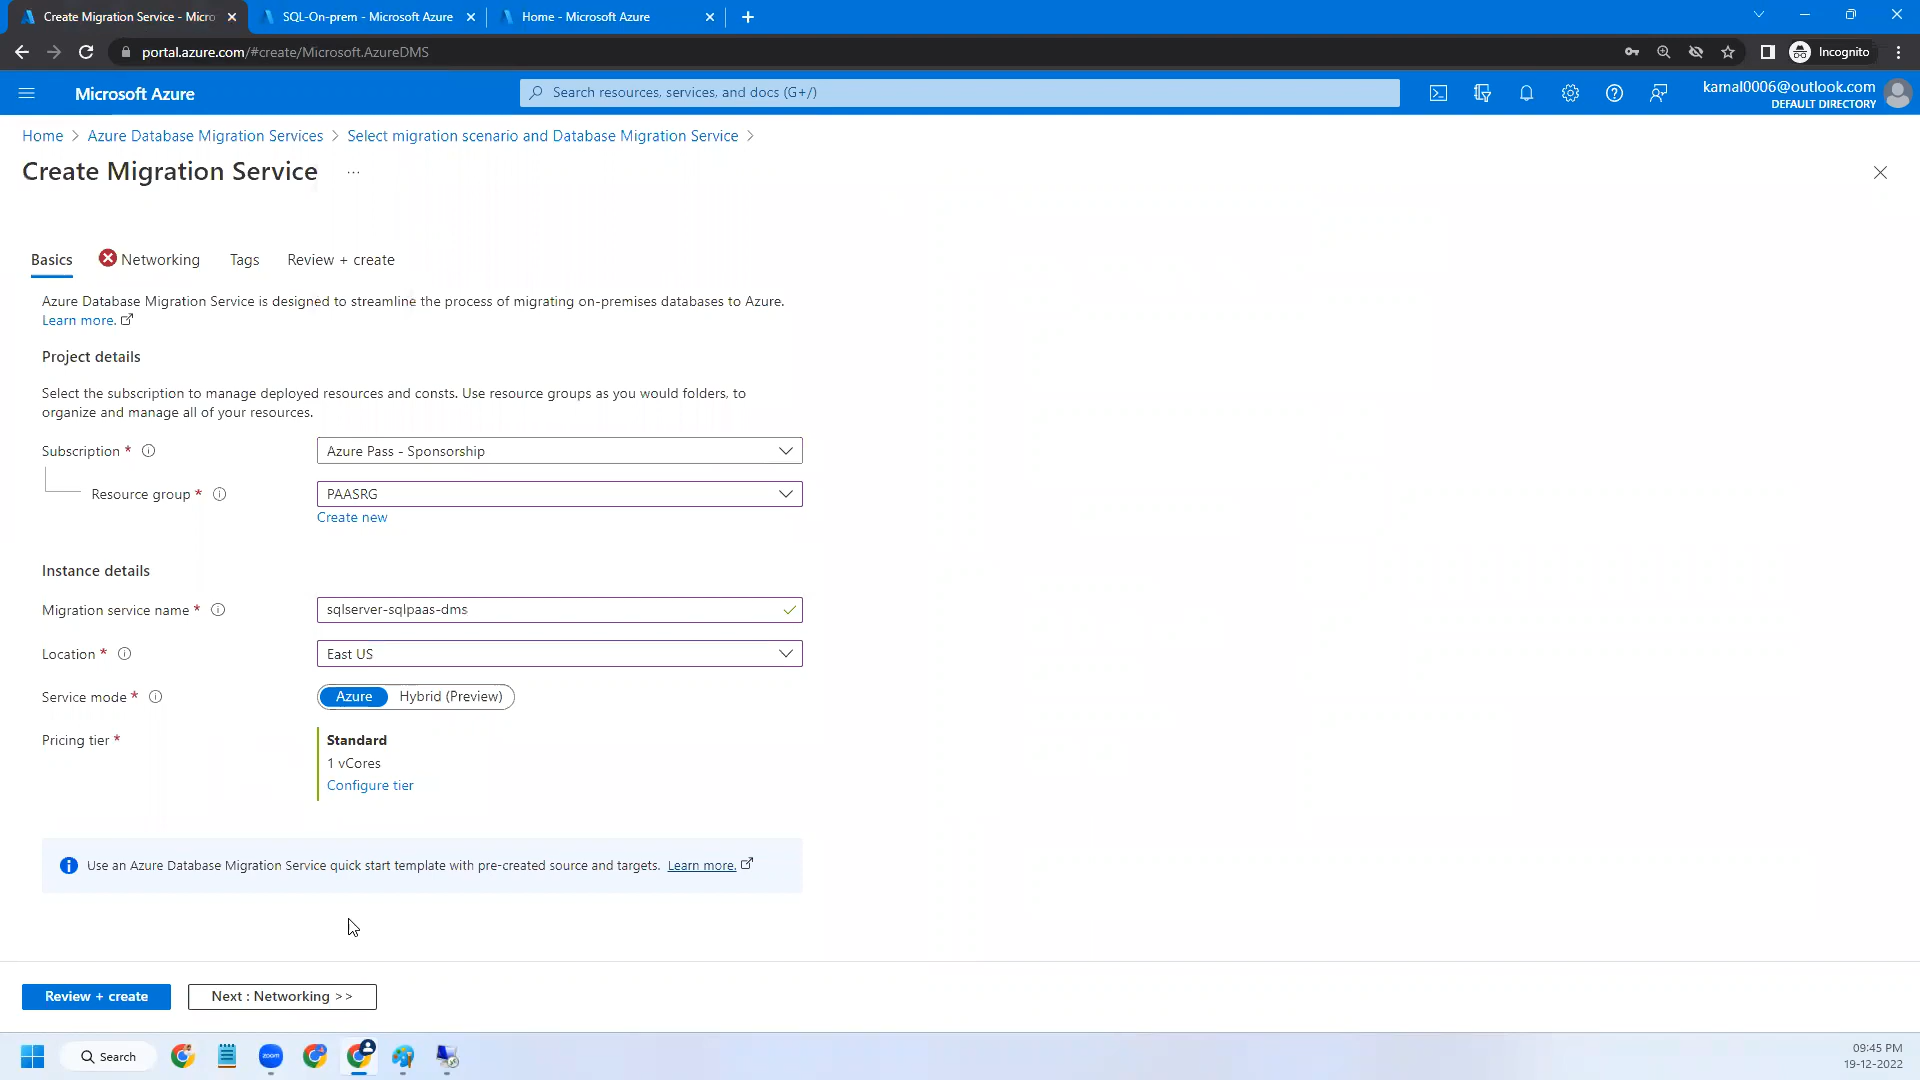 Create Migration Service - Micro
SQL-On-prem - Microsoft Azure
Home - Microsoft Azure
portal.azure.com/#create/Microsoft.AzureDMS
Incognito
Microsoft Azure
Search resources, services, and docs (G+/)
kamal0006@outlook.com
DEFAULT DIRECTORY
Home > Azure Database Migration Services > Select migration scenario and Database Migration Service >
Create Migration Service ...
Basics
Networking
Tags
Review + create
Azure Database Migration Service is designed to streamline the process of migrating on-premises databases to Azure.
Learn more.
Project details
Select the subscription to manage deployed resources and consts. Use resource groups as you would folders, to
organize and manage all of your resources.
Subscription *
Azure Pass - Sponsorship
Resource group *
PAASRG
Create new
Instance details
Migration service name *
sqlserver-sqlpaas-dms
Location *
East US
Service mode *
Azure
Hybrid (Preview)
Pricing tier *
Standard
1 vCores
Configure tier
Use an Azure Database Migration Service quick start template with pre-created source and targets. Learn more.
Review + create
Next : Networking >>
Search
zoom
09:45 PM
19-12-2022